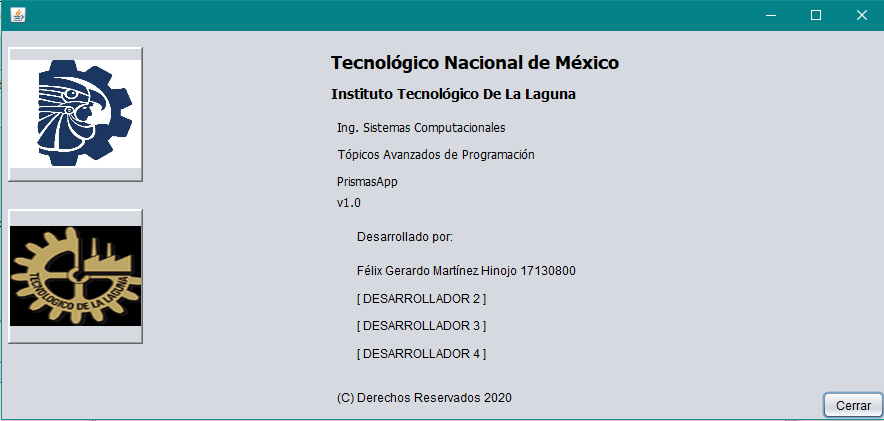 Tecnológico Nacional de México
Instituto Tecnológico De La Laguna
Ing. Sistemas Computacionales
Tópicos Avanzados de Programación
PrismasApp
v1.0
Desarrollado por:
Félix Gerardo Martínez Hinojo 17130800
[ DESARROLLADOR 2 ]
[ DESARROLLADOR 3 ]
[ DESARROLLADOR 4 ]
(C) Derechos Reservados 2020
TECNOLOGICO DE LA LAGUNA
Cerrar